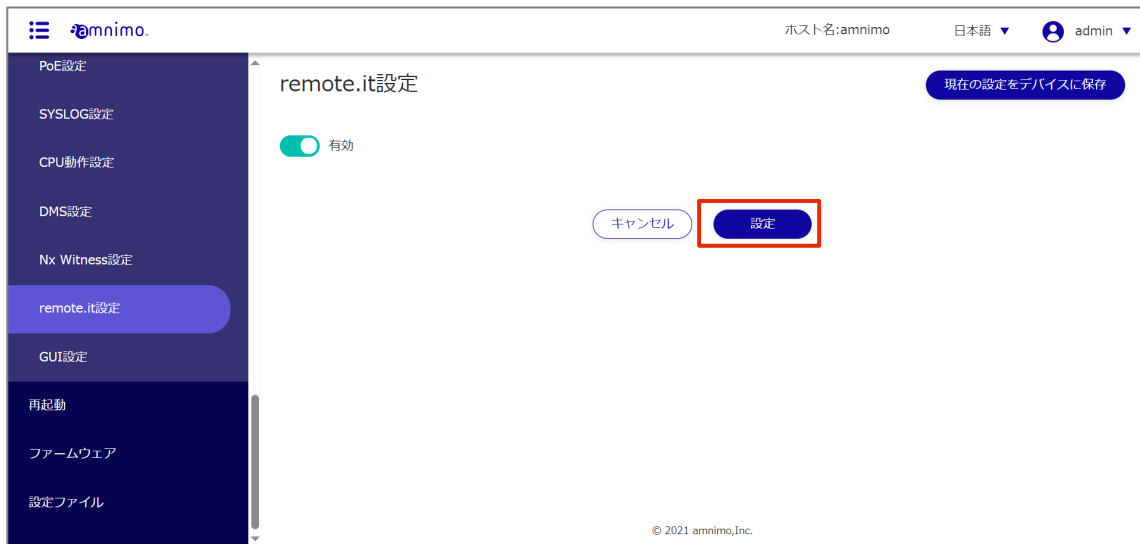 amnimo
ホスト名:amnimo
日本語 ▼
admin ▼
PoE設定
SYSLOG設定
CPU動作設定
DMS設定
Nx Witness設定
remote.it設定
GUI設定
再起動
ファームウェア
設定ファイル
remote.it設定
現在の設定をデバイスに保存
有効
キャンセル
設定
© 2021 amnimo,Inc.